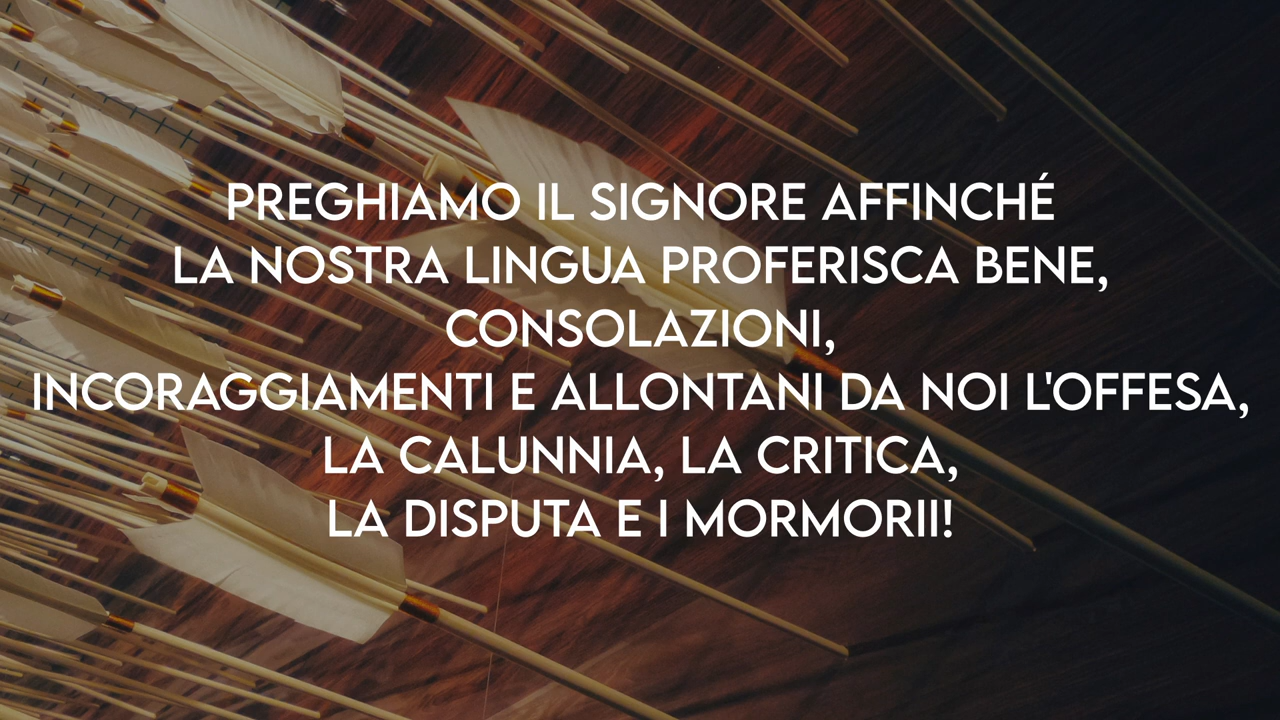 PREGHIAMO IL SIGNORE AFFINCHÉ
LA NOSTRA LINGUA PROFERISCA BENE,
CONSOLAZIONI,
INCORAGGIAMENTI E ALLONTANI DA NOI L'OFFESA,
LA CALUNNIA, LA CRITICA,
LA DISPUTA E I MORMORII!